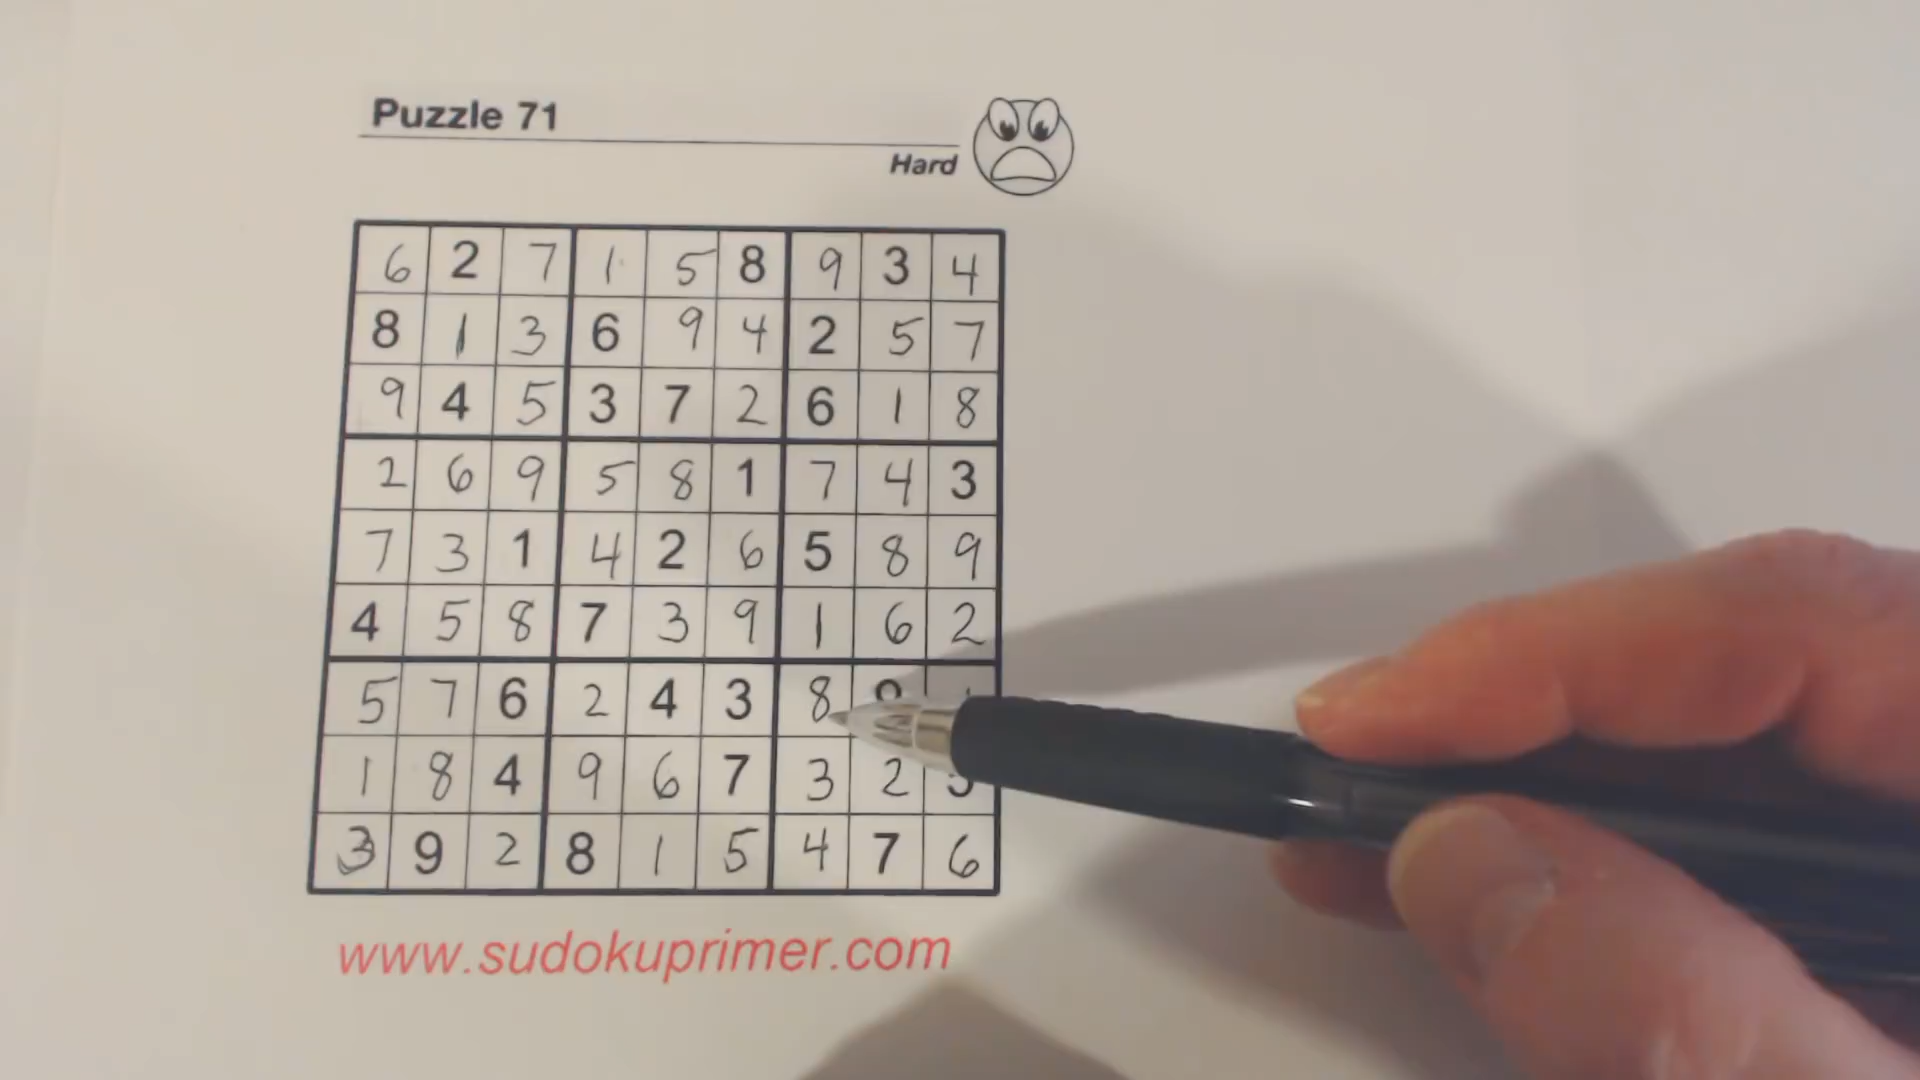 Puzzle 71
Hard
6 2 7 1 5 8 9 3 4
8 1 3 6 9 4 2 5 7
9 4 5 3 7 2 6 1 8
2 6 9 5 8 1 7 4 3
7 3 1 4 2 6 5 8 9
4 5 8 7 3 9 1 6 2
5 7 6 2 4 3 8
1 8 4 9 6 7 3 2
3 9 2 8 1 5 4 7 6
www.sudokuprimer.com